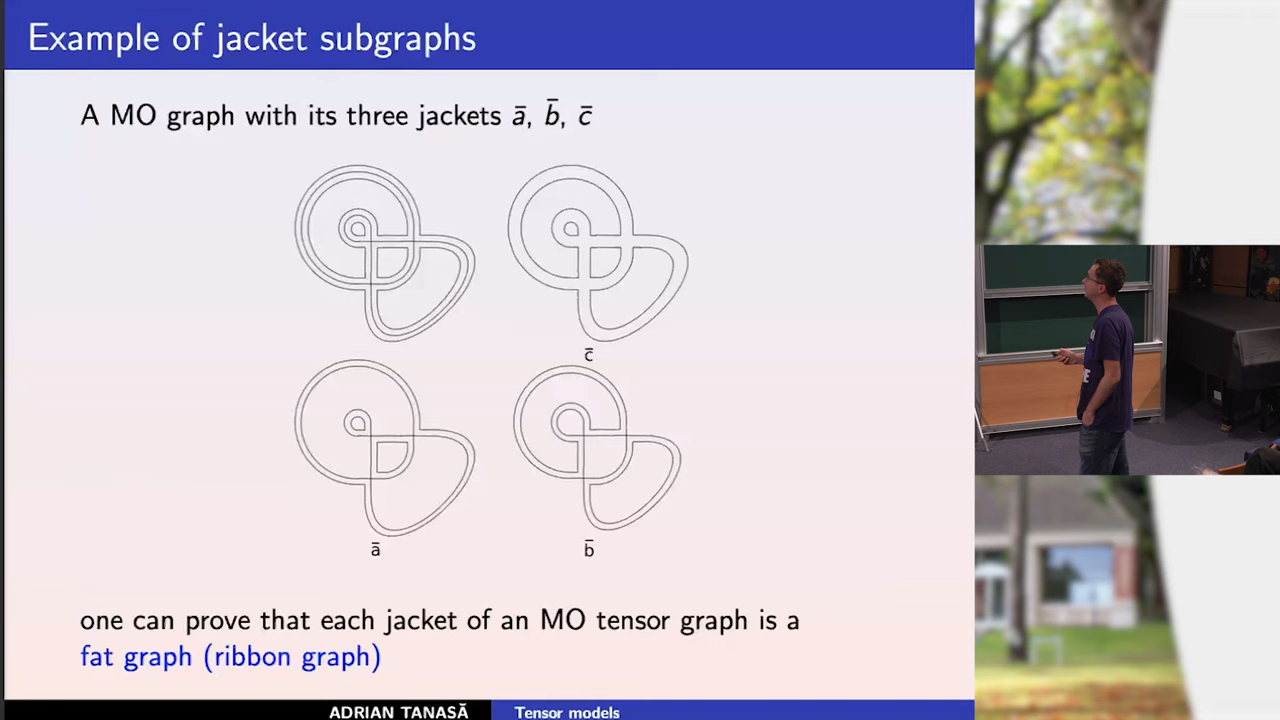 Example of jacket subgraphs
A MO graph with its three jackets ā, b̄, c̄
c̄
ā
b̄
one can prove that each jacket of an MO tensor graph is a
fat graph (ribbon graph)
ADRIAN TANASĂ
Tensor models